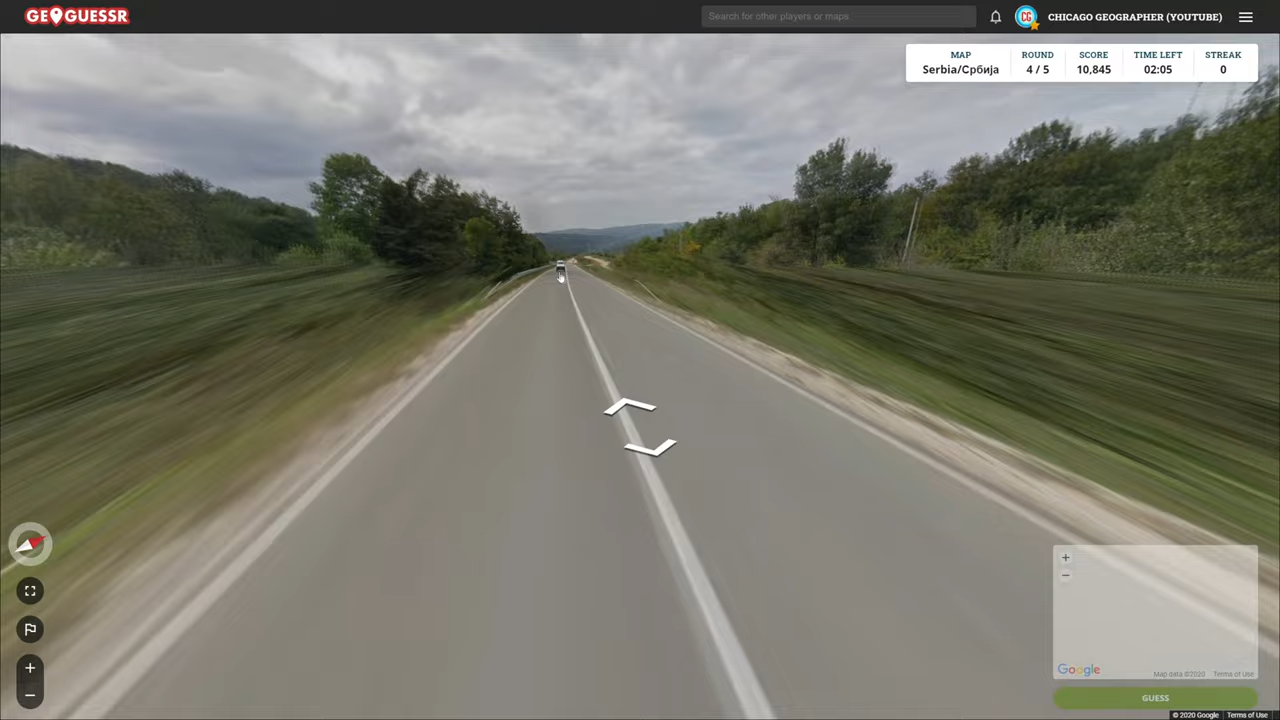 GEOGUESSR
Search for other players or maps
CG
CHICAGO GEOGRAPHER (YOUTUBE)
MAP ROUND SCORE TIME LEFT STREAK
Serbia/Србија 4 / 5 10,845 02:05 0
Google
Map data ©2020 Terms of Use
GUESS
© 2020 Google Terms of Use